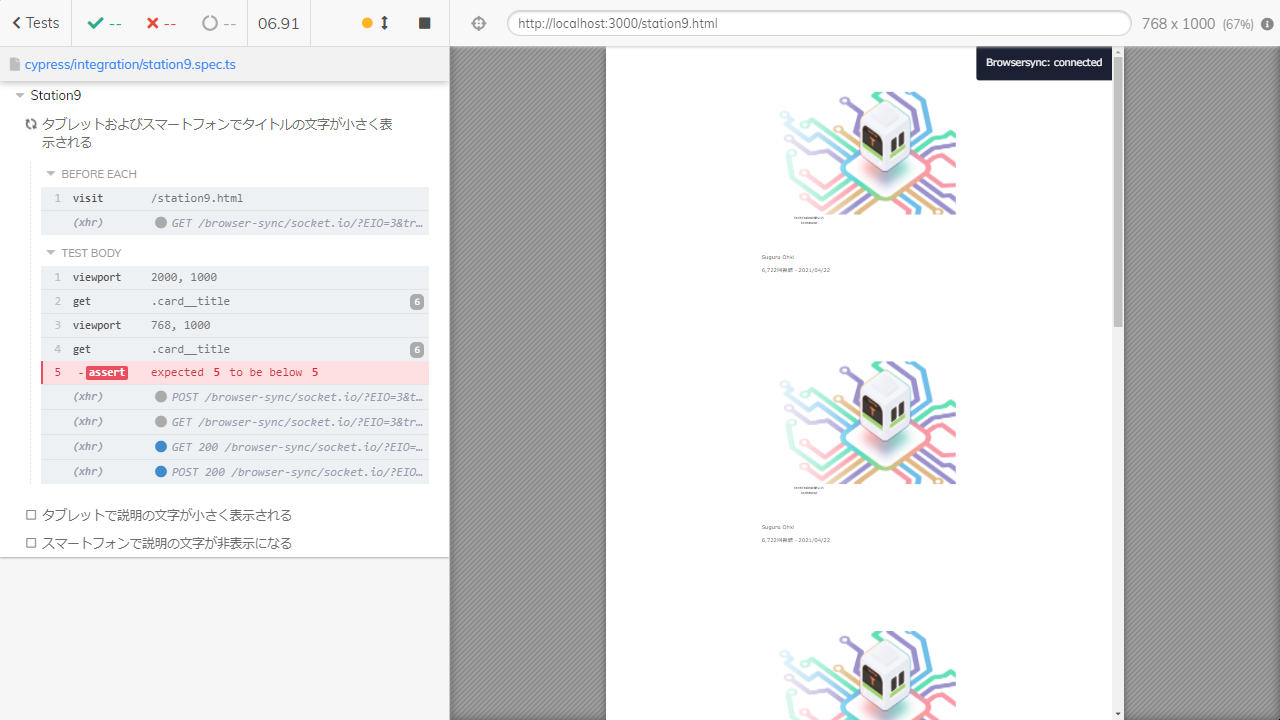 Tests
--
--
--
06.91
http://localhost:3000/station9.html
768 x 1000 (67%)
cypress/integration/station9.spec.ts
Station9
タブレットおよびスマートフォンでタイトルの文字が小さく表
示される
BEFORE EACH
1 visit /station9.html
(xhr) GET /browser-sync/socket.io/?EIO=3&tr…
TEST BODY
1 viewport 2000, 1000
2 get .card__title 6
3 viewport 768, 1000
4 get .card__title 6
5 -assert expected 5 to be below 5
(xhr) POST /browser-sync/socket.io/?EIO=3&t…
(xhr) GET /browser-sync/socket.io/?EIO=3&tr…
(xhr) GET 200 /browser-sync/socket.io/?EIO=…
(xhr) POST 200 /browser-sync/socket.io/?EIO…
タブレットで説明の文字が小さく表示される
スマートフォンで説明の文字が非表示になる
Browsersync: connected
Suguru Ohki
6,722回視聴・2021/04/22
Suguru Ohki
6,722回視聴・2021/04/22